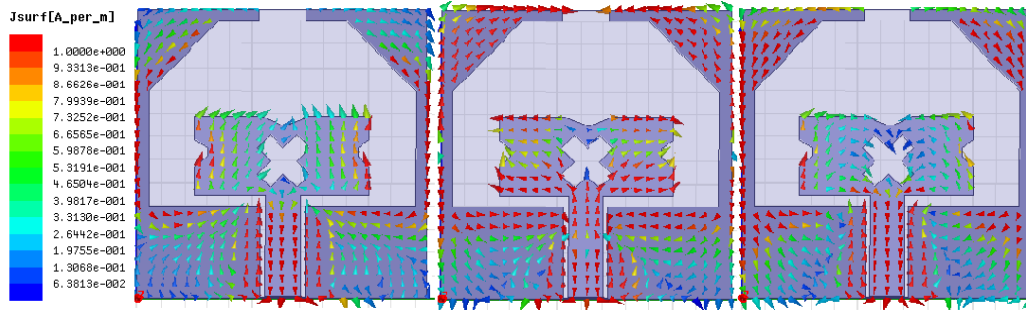 Jsurf[A_per_m]
1.0000e+000
9.3313e-001
8.6626e-001
7.9939e-001
7.3252e-001
6.6565e-001
5.9878e-001
5.3191e-001
4.6504e-001
3.9817e-001
3.3130e-001
2.6442e-001
1.9755e-001
1.3068e-001
6.3813e-002